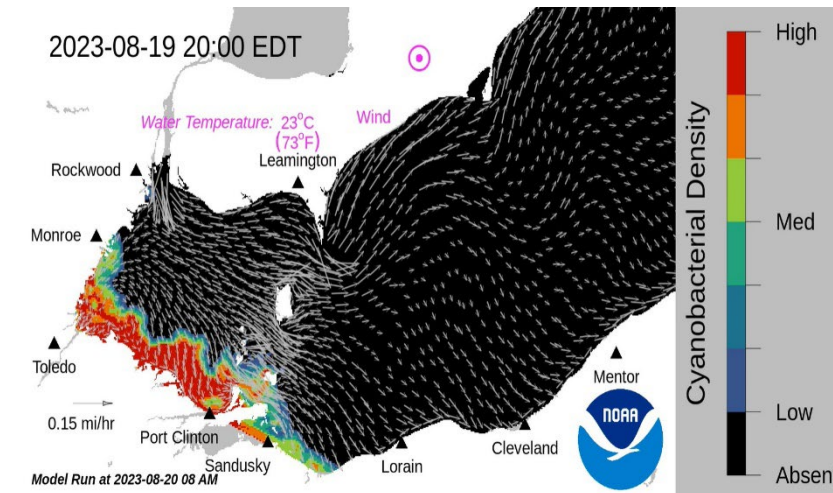 2023-08-19 20:00 EDT
Water Temperature: 23°C
(73°F)
Wind
Leamington
Rockwood
Monroe
Toledo
0.15 mi/hr
Port Clinton
Sandusky
Lorain
Cleveland
Mentor
NOAA
Model Run at 2023-08-20 08 AM
Cyanobacterial Density
High
Med
Low
Absen